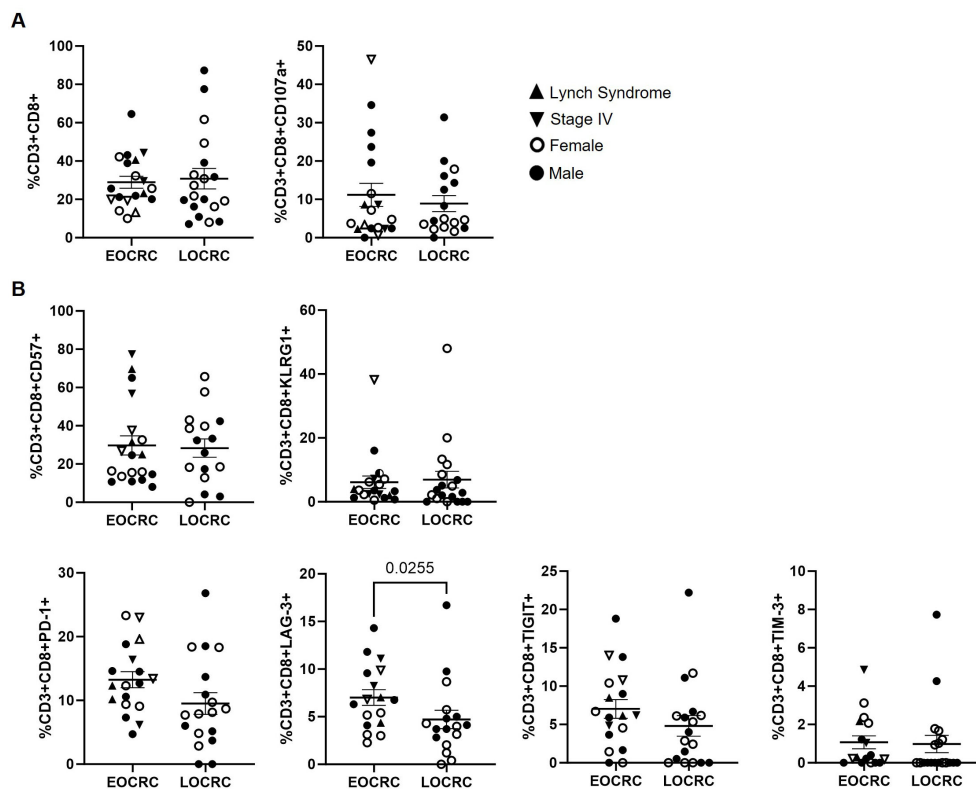 A
%CD3+CD8+
100
80
60
40
20
0
EOCRC LOCRC
%CD3+CD8+CD107a+
50
40
30
20
10
0
EOCRC LOCRC
Lynch Syndrome
Stage IV
Female
Male
B
%CD3+CD8+CD57+
100
80
60
40
20
0
EOCRC LOCRC
%CD3+CD8+KLRG1+
60
40
20
0
EOCRC LOCRC
%CD3+CD8+PD-1+
30
20
10
0
EOCRC LOCRC
%CD3+CD8+LAG-3+
20
15
10
5
0
0.0255
EOCRC LOCRC
%CD3+CD8+TIGIT+
25
20
15
10
5
0
EOCRC LOCRC
%CD3+CD8+TIM-3+
10
8
6
4
2
0
EOCRC LOCRC